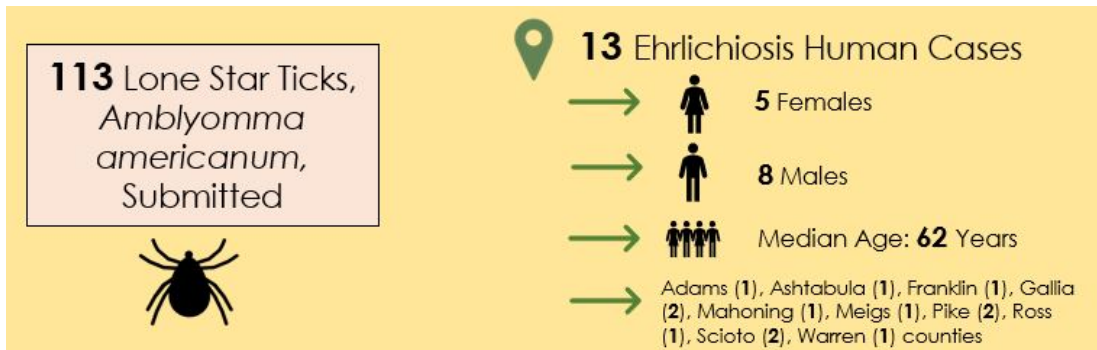 113 Lone Star Ticks,
Amblyomma
americanum,
Submitted
13 Ehrlichiosis Human Cases
5 Females
8 Males
Median Age: 62 Years
Adams (1), Ashtabula (1), Franklin (1), Gallia
(2), Mahoning (1), Meigs (1), Pike (2), Ross
(1), Scioto (2), Warren (1) counties